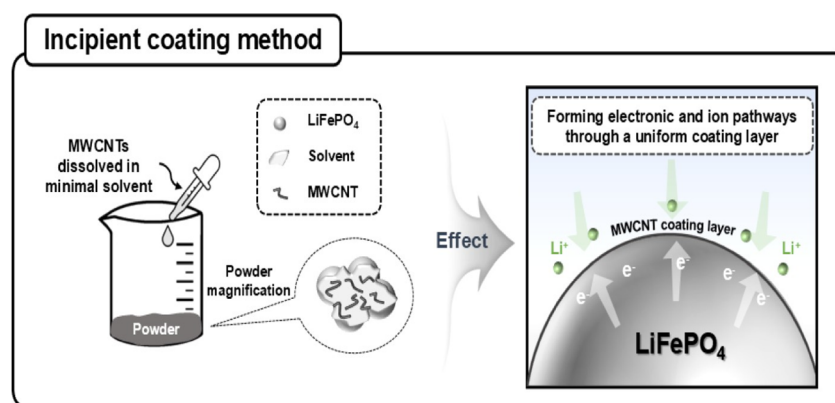 Incipient coating method
MWCNTs
dissolved in
minimal solvent
LiFePO₄
Solvent
MWCNT
Powder
magnification
Powder
Effect
Forming electronic and ion pathways
through a uniform coating layer
MWCNT coating layer
Li⁺
Li⁺
e⁻
e⁻
e⁻
e⁻
e⁻
LiFePO₄